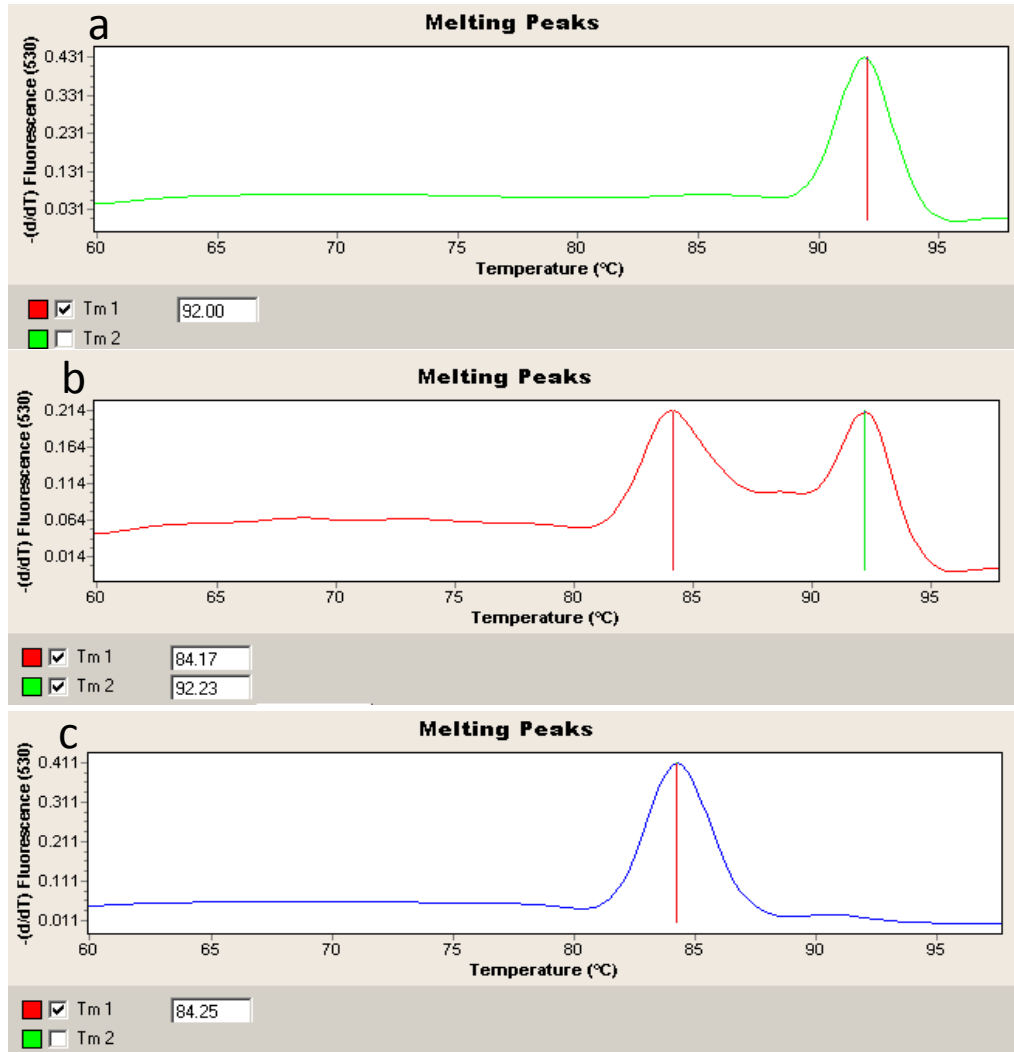 a
Melting Peaks
-(d/dT) Fluorescence (530)
0.431
0.331
0.231
0.131
0.031
60 65 70 75 80 85 90 95
Temperature (°C)
Tm 1 92.00
Tm 2
b
Melting Peaks
-(d/dT) Fluorescence (530)
0.214
0.164
0.114
0.064
0.014
60 65 70 75 80 85 90 95
Temperature (°C)
Tm 1 84.17
Tm 2 92.23
c
Melting Peaks
-(d/dT) Fluorescence (530)
0.411
0.311
0.211
0.111
0.011
60 65 70 75 80 85 90 95
Temperature (°C)
Tm 1 84.25
Tm 2